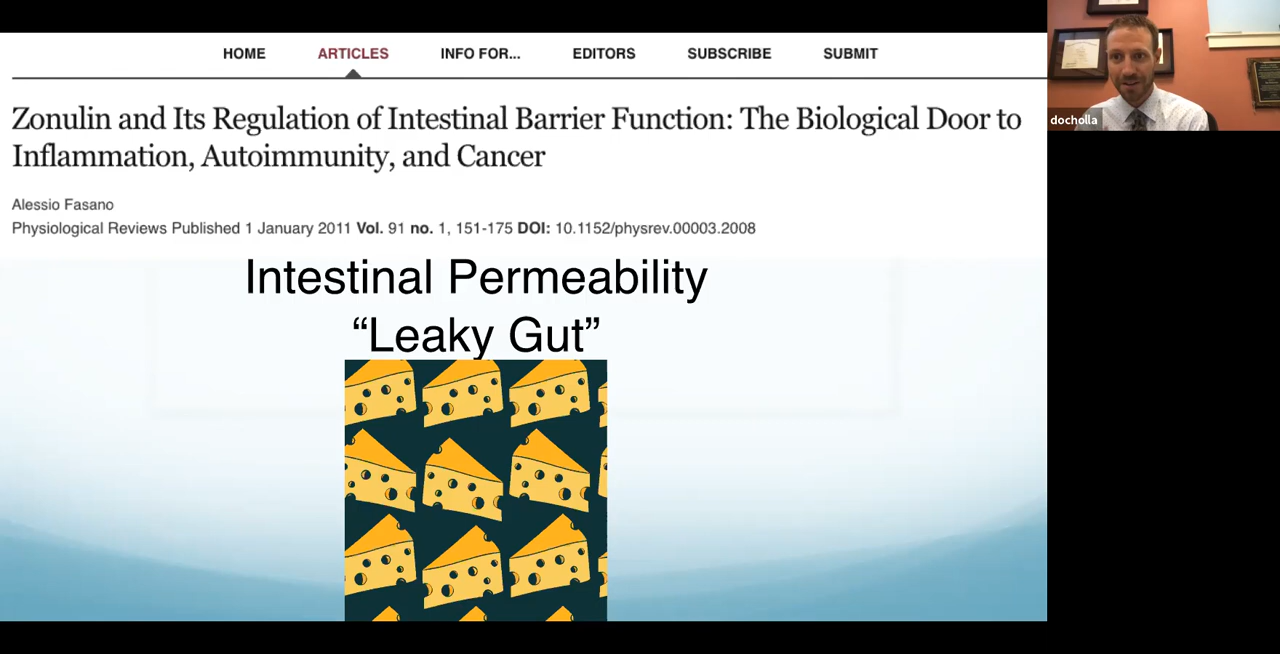 HOME ARTICLES INFO FOR... EDITORS SUBSCRIBE SUBMIT
Zonulin and Its Regulation of Intestinal Barrier Function: The Biological Door to
Inflammation, Autoimmunity, and Cancer
Alessio Fasano
Physiological Reviews Published 1 January 2011 Vol. 91 no. 1, 151-175 DOI: 10.1152/physrev.00003.2008
Intestinal Permeability
“Leaky Gut”
docholla